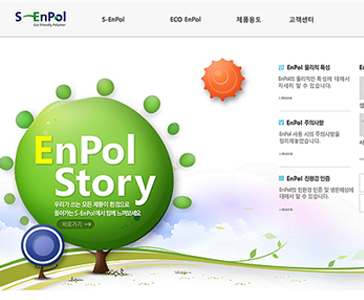 S-EnPol
Eco Friendly Polymer
S-EnPol
ECO EnPol
제품용도
고객센터
EnPol
Story
우리가 쓰는 모든 제품이 환경으로
돌아가는 S-EnPol에서 함께 느껴보세요
바로가기
EnPol 물리적 특성
EnPol의 물리적인 특성에 대해서
자세히 알 수 있습니다.
EnPol 주의사항
EnPol 사용 시의 주의사항을
정리해놓았습니다.
EnPol 친환경 인증
EnPol의 친환경 인증 및 생분해성에
대해서 알 수 있습니다.